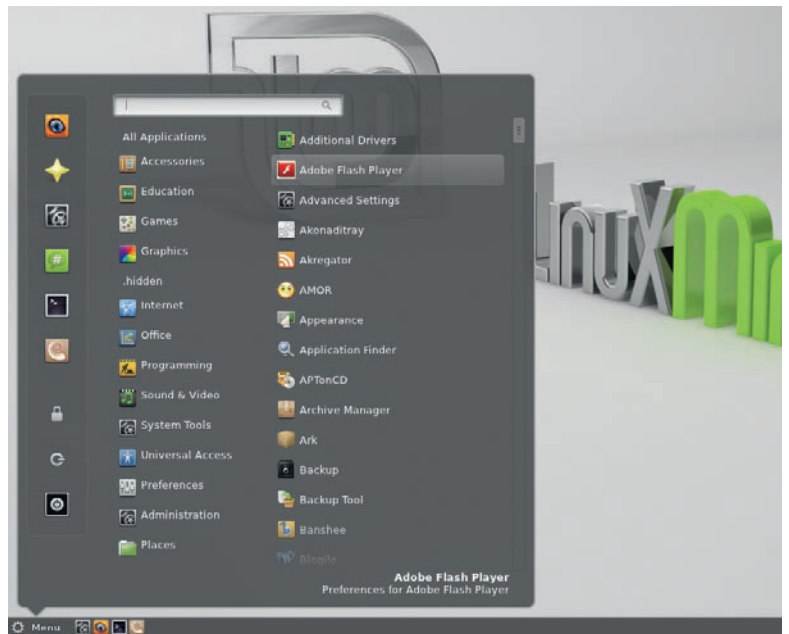 All Applications
Accessories
Education
Games
Graphics
.hidden
Internet
Office
Programming
Sound & Video
System Tools
Universal Access
Preferences
Administration
Places
Additional Drivers
Adobe Flash Player
Advanced Settings
Akonaditray
Akregator
AMOR
Appearance
Application Finder
APTonCD
Archive Manager
Ark
Backup
Backup Tool
Banshee
Blogilo
Adobe Flash Player
Preferences for Adobe Flash Player
LinuX
Menu